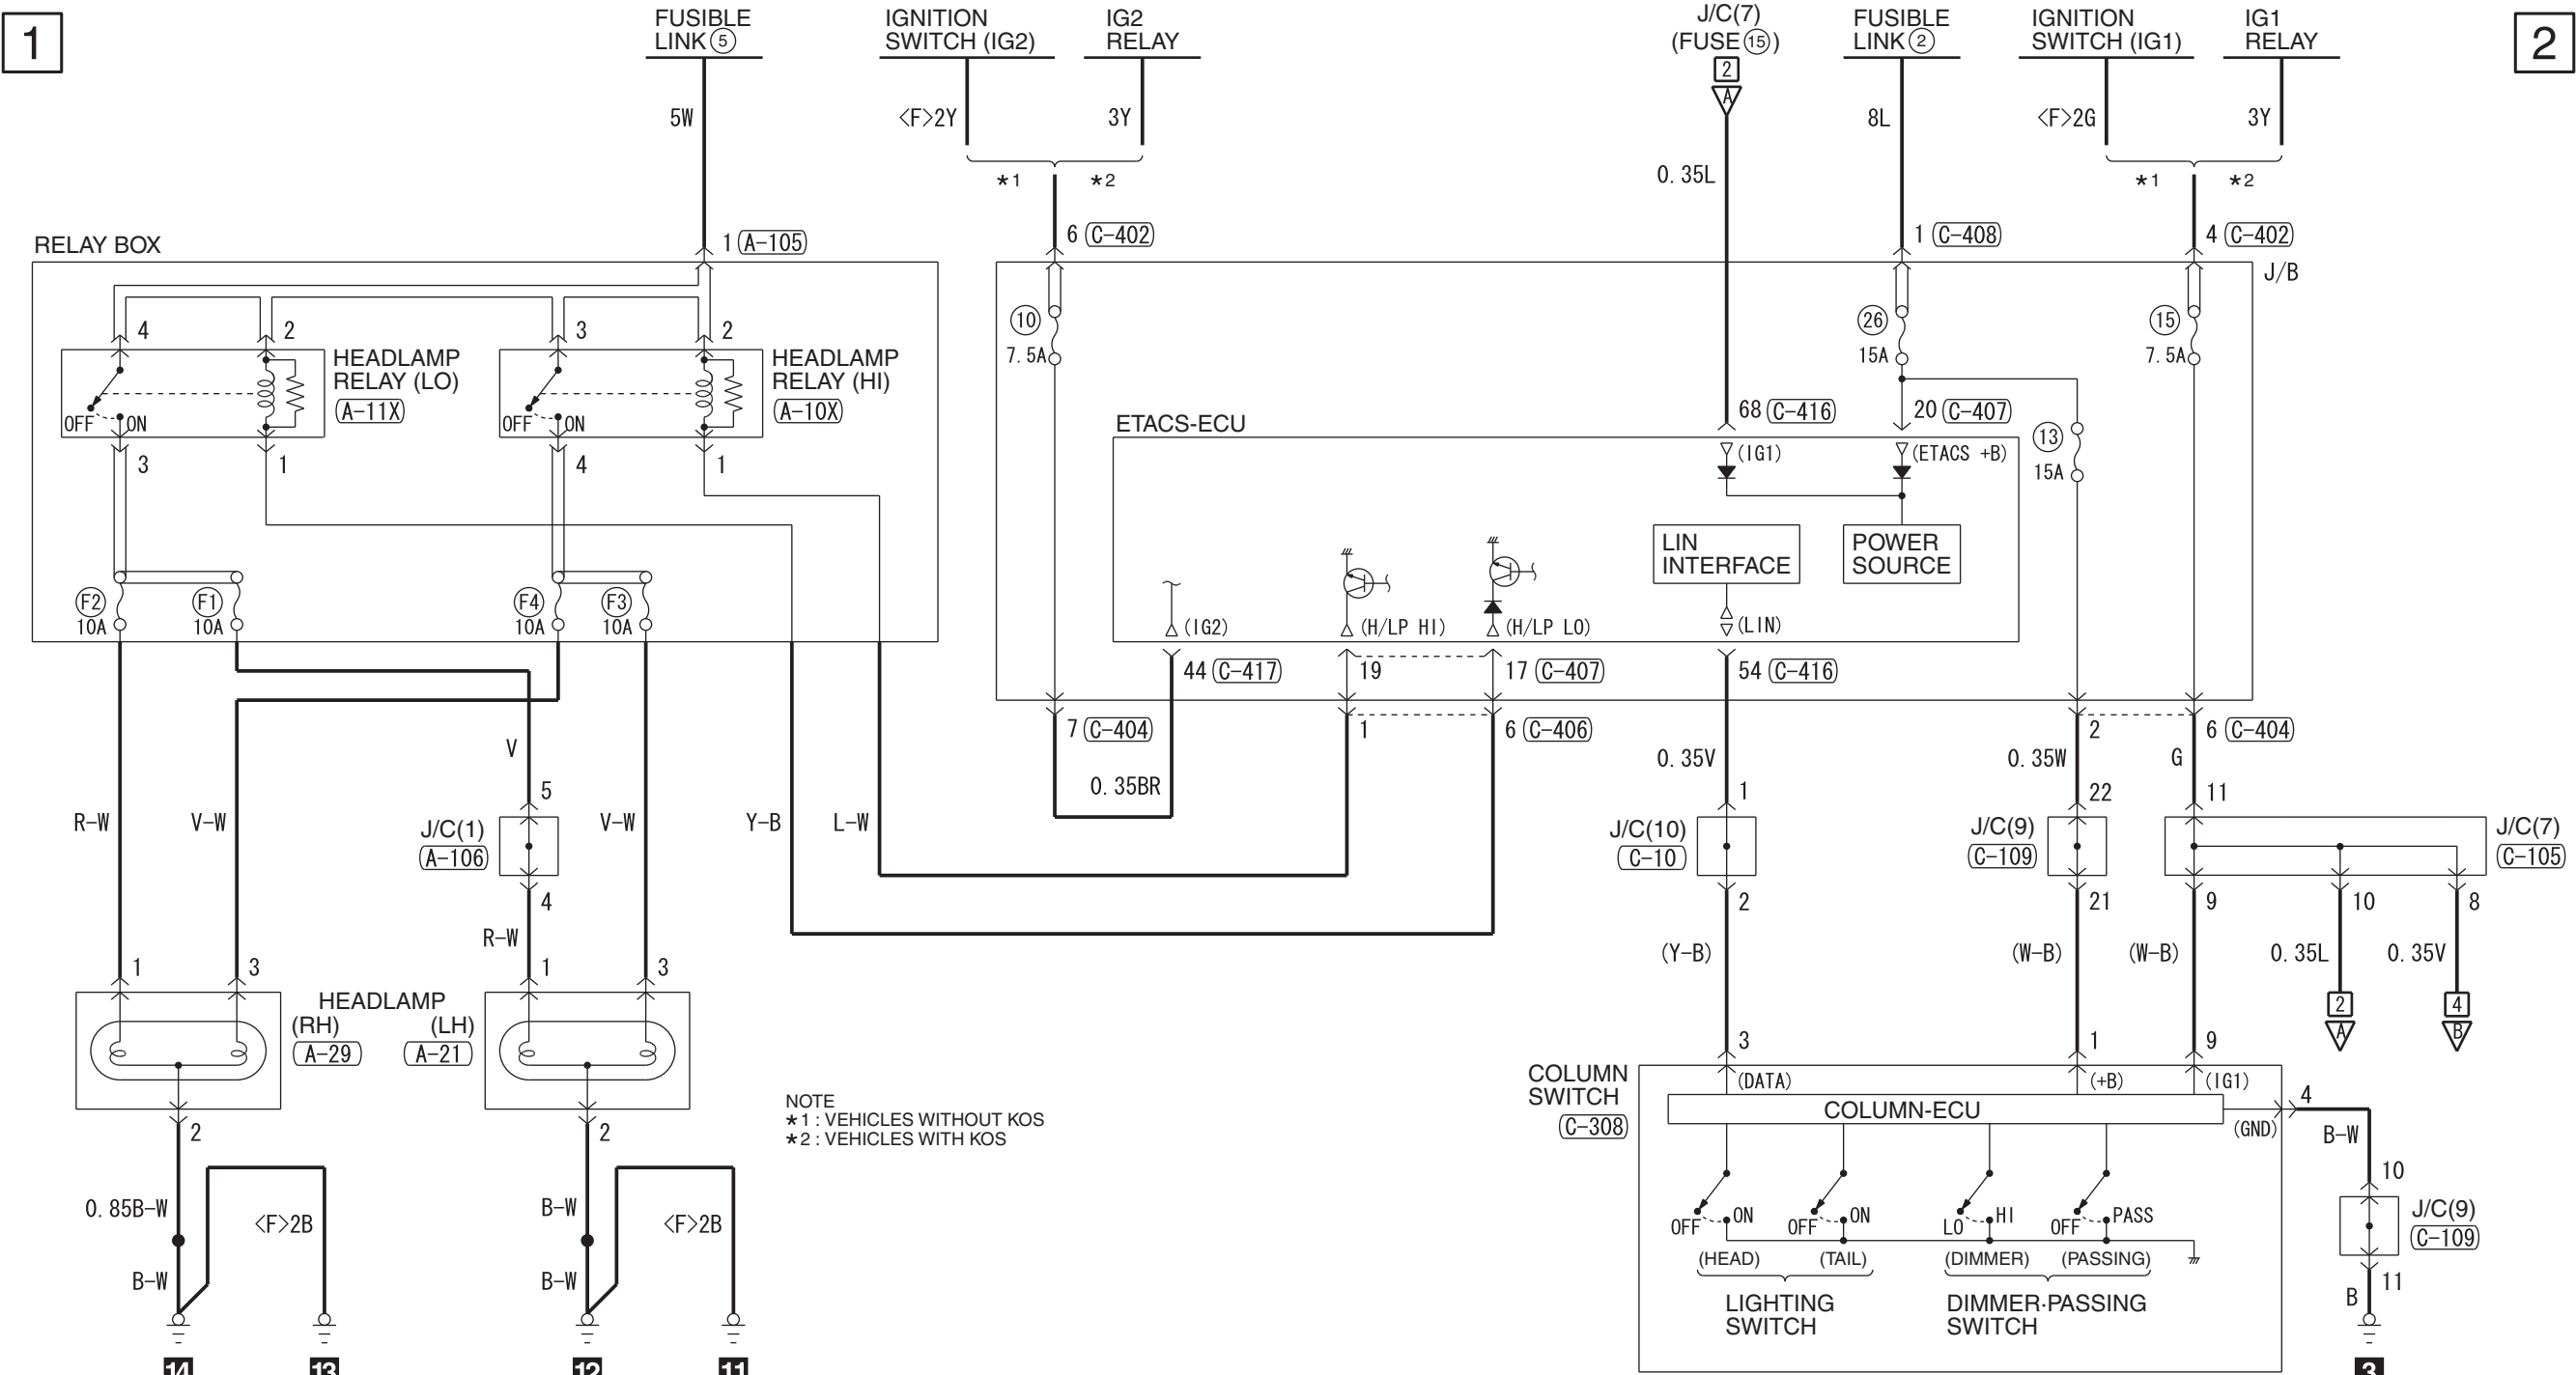 1
FUSIBLE
LINK 5
IGNITION
SWITCH (IG2)
IG2
RELAY
J/C(7)
(FUSE 15)
FUSIBLE
LINK 2
IGNITION
SWITCH (IG1)
IG1
RELAY
2
2
A
5W
<F>2Y
3Y
0.35L
8L
<F>2G
3Y
*1
*2
*1
*2
RELAY BOX
1 A-105
6 C-402
1 C-408
4 C-402
J/B
4
2
3
2
HEADLAMP
RELAY (LO)
A-11X
OFF
ON
HEADLAMP
RELAY (HI)
A-10X
OFF
ON
3
1
4
1
10
7.5A
26
15A
15
7.5A
ETACS-ECU
68 C-416
20 C-407
13
15A
(IG1)
(ETACS +B)
LIN
INTERFACE
POWER
SOURCE
F2
10A
F1
10A
F4
10A
F3
10A
(IG2)
(H/LP HI)
(H/LP LO)
(LIN)
44 C-417
19
17 C-407
54 C-416
7 C-404
1
6 C-406
2
6 C-404
V
0.35BR
0.35V
0.35W
G
5
1
22
11
R-W
V-W
J/C(1)
A-106
V-W
Y-B
L-W
J/C(10)
C-10
J/C(9)
C-109
J/C(7)
C-105
4
2
21
9
10
8
R-W
(Y-B)
(W-B)
(W-B)
0.35L
0.35V
1
3
1
3
2
A
4
B
HEADLAMP
(RH)
A-29
(LH)
A-21
3
1
9
COLUMN
SWITCH
C-308
(DATA)
(+B)
(IG1)
COLUMN-ECU
4
(GND)
B-W
NOTE
*1 : VEHICLES WITHOUT KOS
*2 : VEHICLES WITH KOS
2
2
10
J/C(9)
C-109
11
B
0.85B-W
<F>2B
B-W
<F>2B
B-W
B-W
OFF
ON
OFF
ON
LO
HI
OFF
PASS
(HEAD)
(TAIL)
(DIMMER)
(PASSING)
LIGHTING
SWITCH
DIMMER·PASSING
SWITCH
14
13
12
11
3